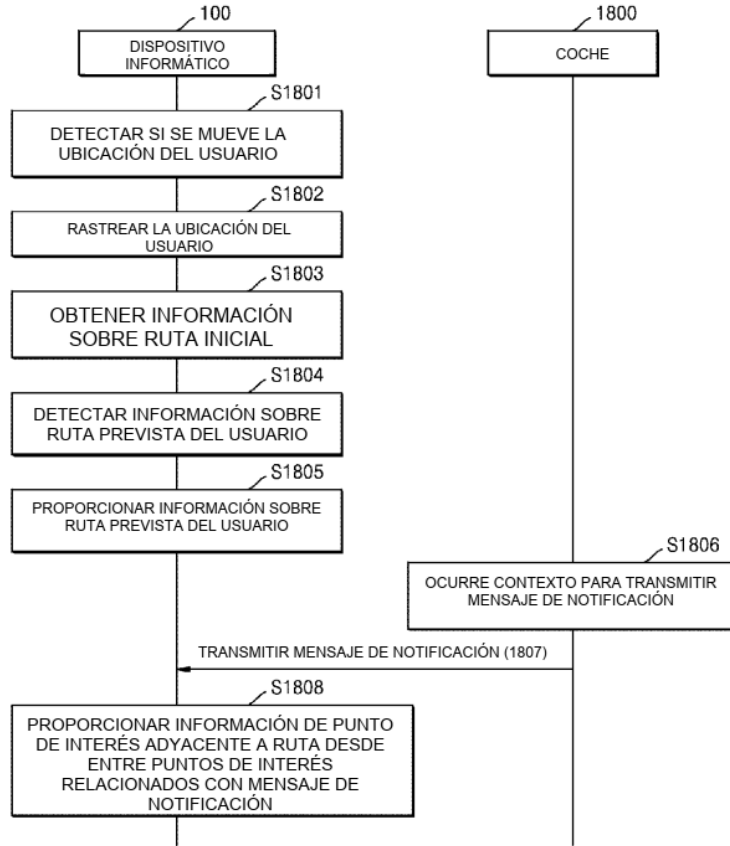 100
DISPOSITIVO
INFORMÁTICO
1800
COCHE
S1801
DETECTAR SI SE MUEVE LA
UBICACIÓN DEL USUARIO
S1802
RASTREAR LA UBICACIÓN DEL
USUARIO
S1803
OBTENER INFORMACIÓN
SOBRE RUTA INICIAL
S1804
DETECTAR INFORMACIÓN SOBRE
RUTA PREVISTA DEL USUARIO
S1805
PROPORCIONAR INFORMACIÓN SOBRE
RUTA PREVISTA DEL USUARIO
S1806
OCURRE CONTEXTO PARA TRANSMITIR
MENSAJE DE NOTIFICACIÓN
TRANSMITIR MENSAJE DE NOTIFICACIÓN (1807)
S1808
PROPORCIONAR INFORMACIÓN DE PUNTO
DE INTERÉS ADYACENTE A RUTA DESDE
ENTRE PUNTOS DE INTERÉS
RELACIONADOS CON MENSAJE DE
NOTIFICACIÓN